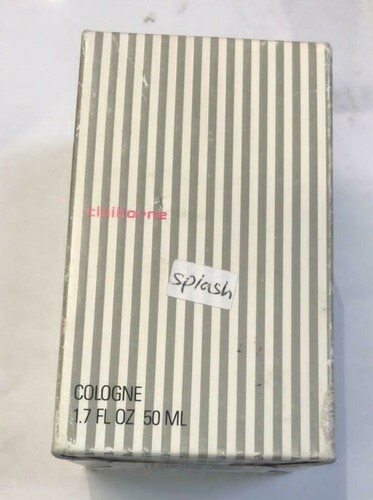 claiborne
splash
COLOGNE
1.7 FL OZ 50 ML